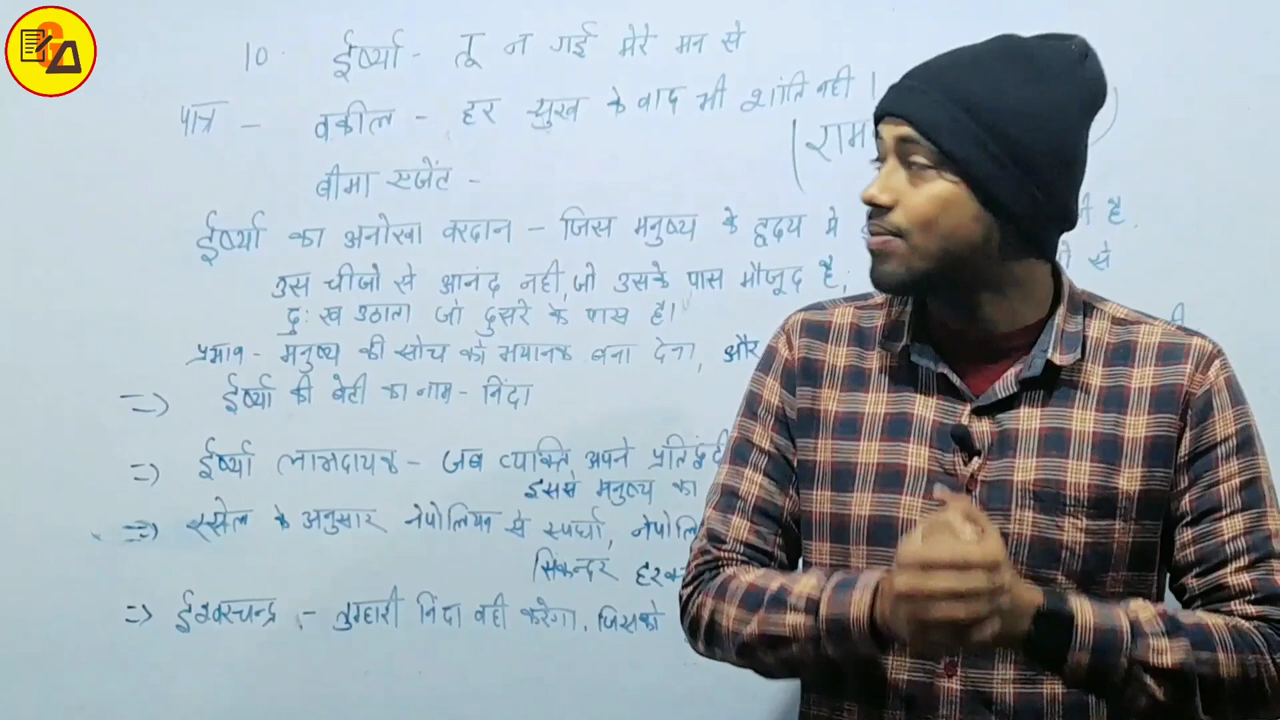 10. ईर्ष्या - तू न गई मेरे मन से
पात्र - वकील - हर सुख के बाद भी शांति नही ।
(राम
बीमा एजेंट -
ईर्ष्या का अनोखा वरदान - जिस मनुष्य के हृदय मे है.
उस चीजो से आनंद नही, जो उसके पास मौजूद है, से
दुःख उठाता जो दुसरे के पास है।
प्रभाव - मनुष्य की सोच को भयानक बना देना, और
=> ईर्ष्या की बेटी का नाम - निंदा
=> ईर्ष्या लाभदायक - जब व्यक्ति अपने प्रतिद्वंदी
इससे मनुष्य का
=> रसेल के अनुसार नेपोलियन से स्पर्धा, नेपोलि
सिकन्दर हरक
=> ईश्वरचन्द्र - तुम्हारी निंदा वही करेगा, जिसको